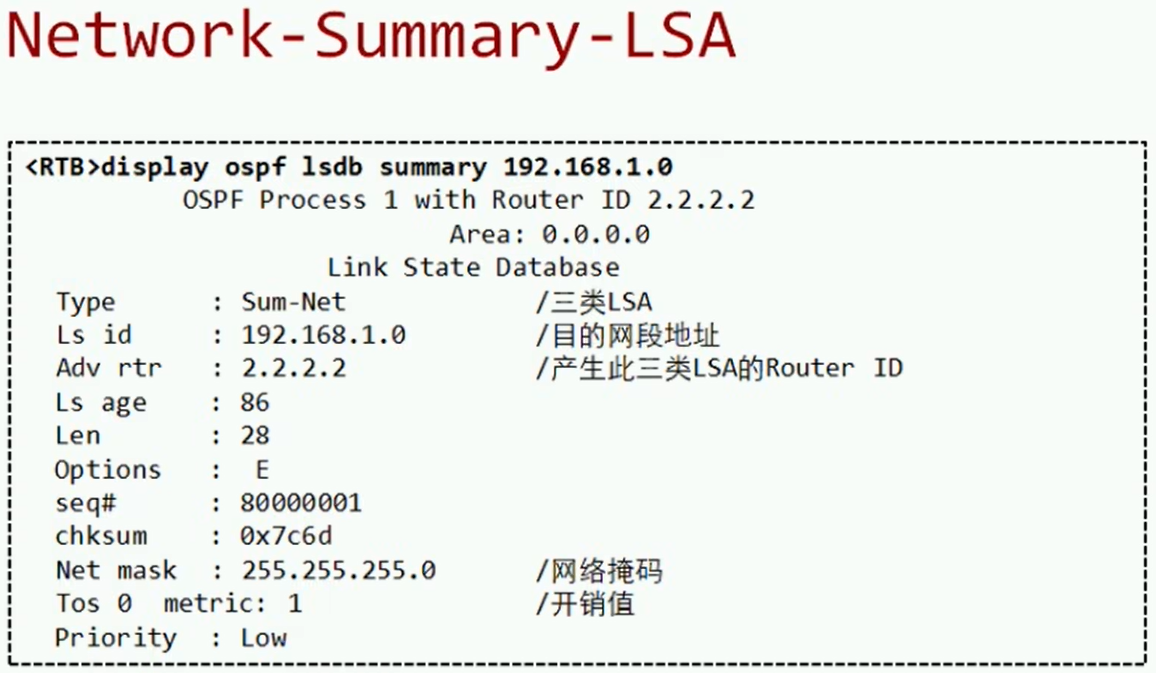 Network-Summary-LSA
<RTB>display ospf lsdb summary 192.168.1.0
OSPF Process 1 with Router ID 2.2.2.2
Area: 0.0.0.0
Link State Database
Type : Sum-Net /三类LSA
Ls id : 192.168.1.0 /目的网段地址
Adv rtr : 2.2.2.2 /产生此三类LSA的Router ID
Ls age : 86
Len : 28
Options : E
seq# : 80000001
chksum : 0x7c6d
Net mask : 255.255.255.0 /网络掩码
Tos 0 metric: 1 /开销值
Priority : Low